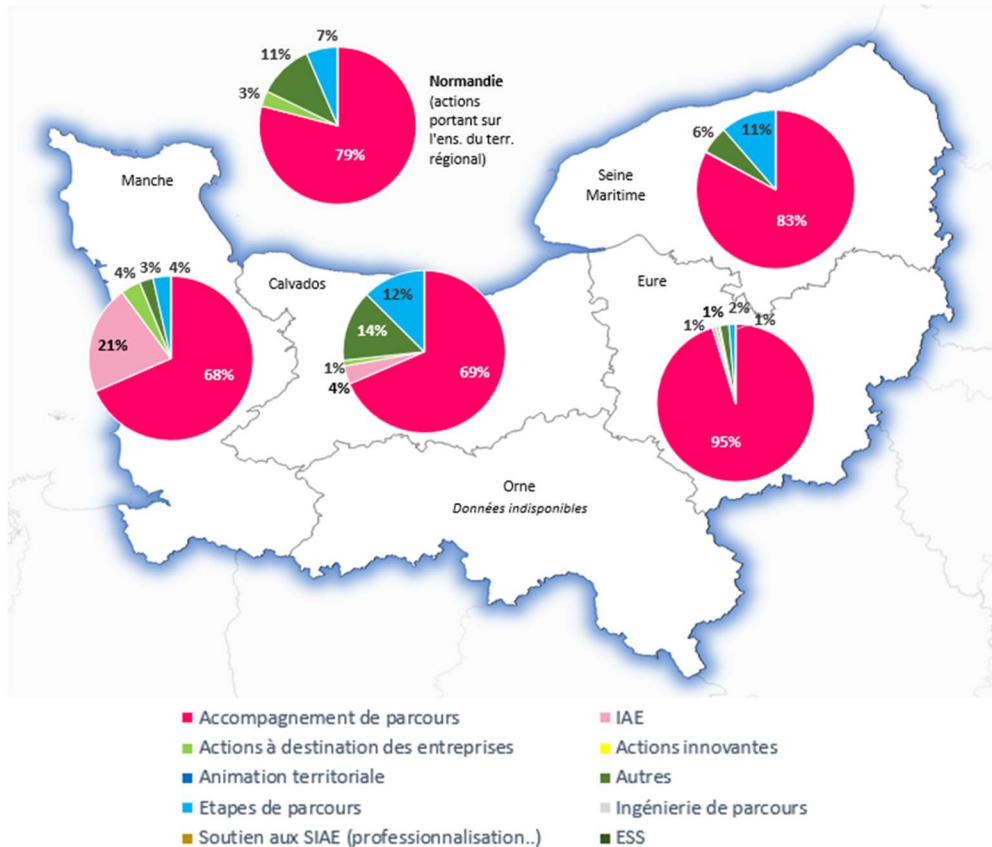 7%
11%
3%
79%
Normandie
(actions
portant sur
l'ens. du terr.
régional)
Manche
4%
3%
4%
21%
68%
Calvados
12%
14%
1%
4%
69%
Seine
Maritime
6%
11%
83%
Eure
1%
1%
2%
1%
95%
Orne
Données indisponibles
Accompagnement de parcours
IAE
Actions à destination des entreprises
Actions innovantes
Animation territoriale
Autres
Etapes de parcours
Ingénierie de parcours
Soutien aux SIAE (professionnalisation..)
ESS